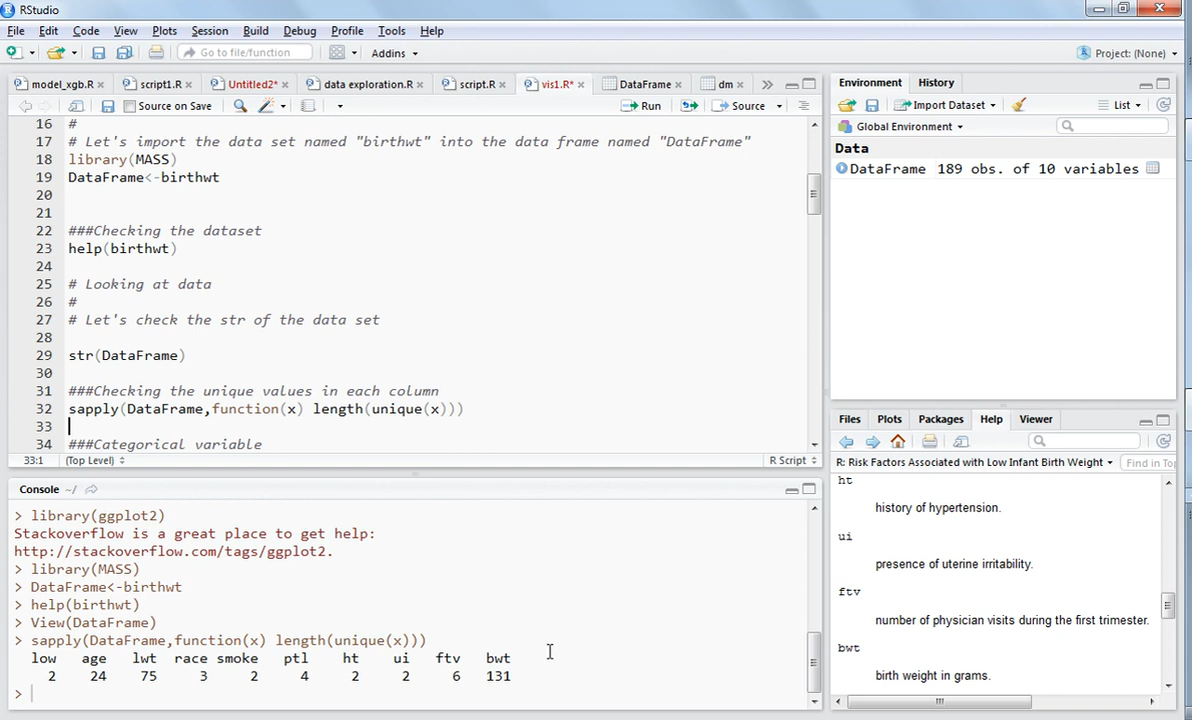 RStudio
File Edit Code View Plots Session Build Debug Profile Tools Help
Go to file/function Addins Project: (None)
model_xgb.R script1.R Untitled2* data exploration.R script.R vis1.R* DataFrame dm
Source on Save Run Source
16 #
17 # Let's import the data set named "birthwt" into the data frame named "DataFrame"
18 library(MASS)
19 DataFrame<-birthwt
20
21
22 ###Checking the dataset
23 help(birthwt)
24
25 # Looking at data
26 #
27 # Let's check the str of the data set
28
29 str(DataFrame)
30
31 ###Checking the unique values in each column
32 sapply(DataFrame,function(x) length(unique(x)))
33
34 ###Categorical variable
33:1 (Top Level) R Script
Console ~/
> library(ggplot2)
Stackoverflow is a great place to get help:
http://stackoverflow.com/tags/ggplot2.
> library(MASS)
> DataFrame<-birthwt
> help(birthwt)
> View(DataFrame)
> sapply(DataFrame,function(x) length(unique(x)))
low age lwt race smoke ptl ht ui ftv bwt
2 24 75 3 2 4 2 2 6 131
>
Environment History
Import Dataset List
Global Environment
Data
DataFrame 189 obs. of 10 variables
Files Plots Packages Help Viewer
R: Risk Factors Associated with Low Infant Birth Weight Find in Top
ht
history of hypertension.
ui
presence of uterine irritability.
ftv
number of physician visits during the first trimester.
bwt
birth weight in grams.